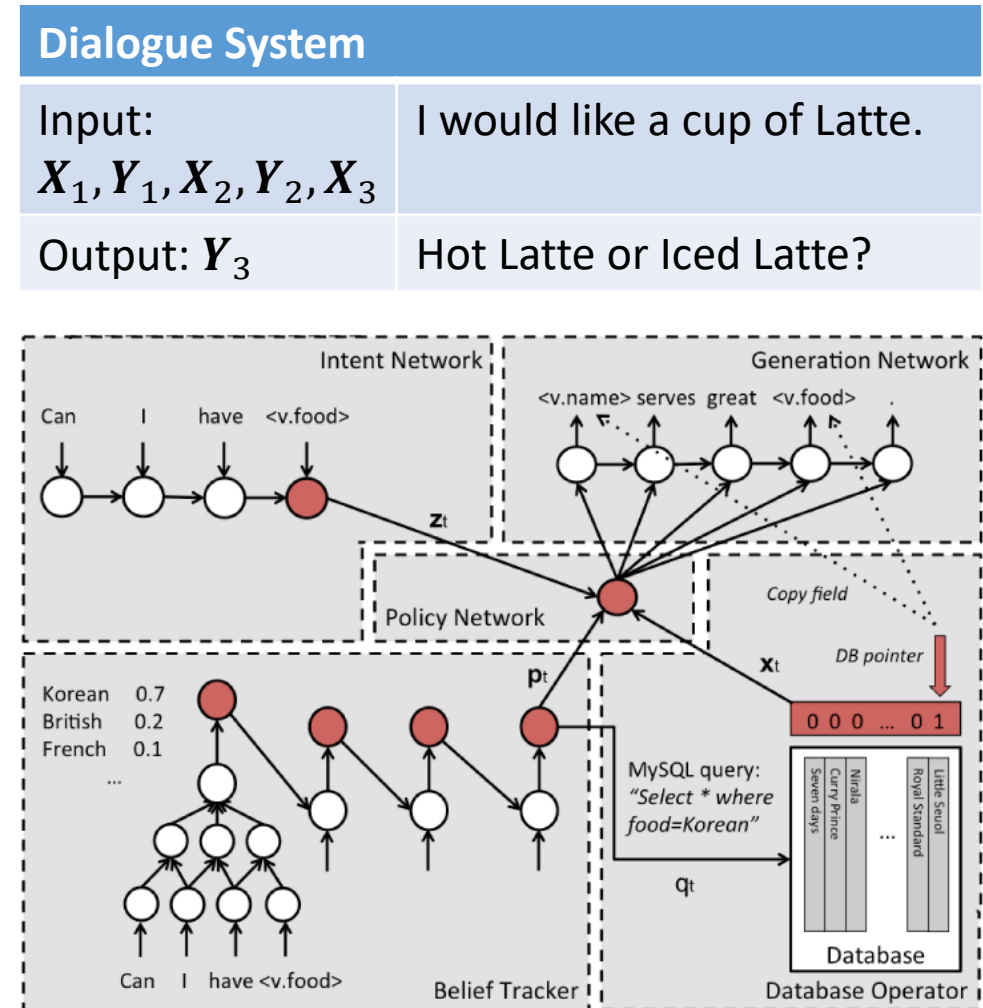 Dialogue System
Input: I would like a cup of Latte.
X₁, Y₁, X₂, Y₂, X₃
Output: Y₃ Hot Latte or Iced Latte?
Intent Network
Can I have <v.food>
Generation Network
<v.name> serves great <v.food> .
zt
Policy Network
Copy field
DB pointer
xt
pt
0 0 0 ... 0 1
Korean 0.7
British 0.2
French 0.1
...
MySQL query:
"Select * where
food=Korean"
qt
Seven days
Curry Prince
Nirala
...
Royal Standard
Little Seuol
Database
Can I have <v.food>
Belief Tracker
Database Operator